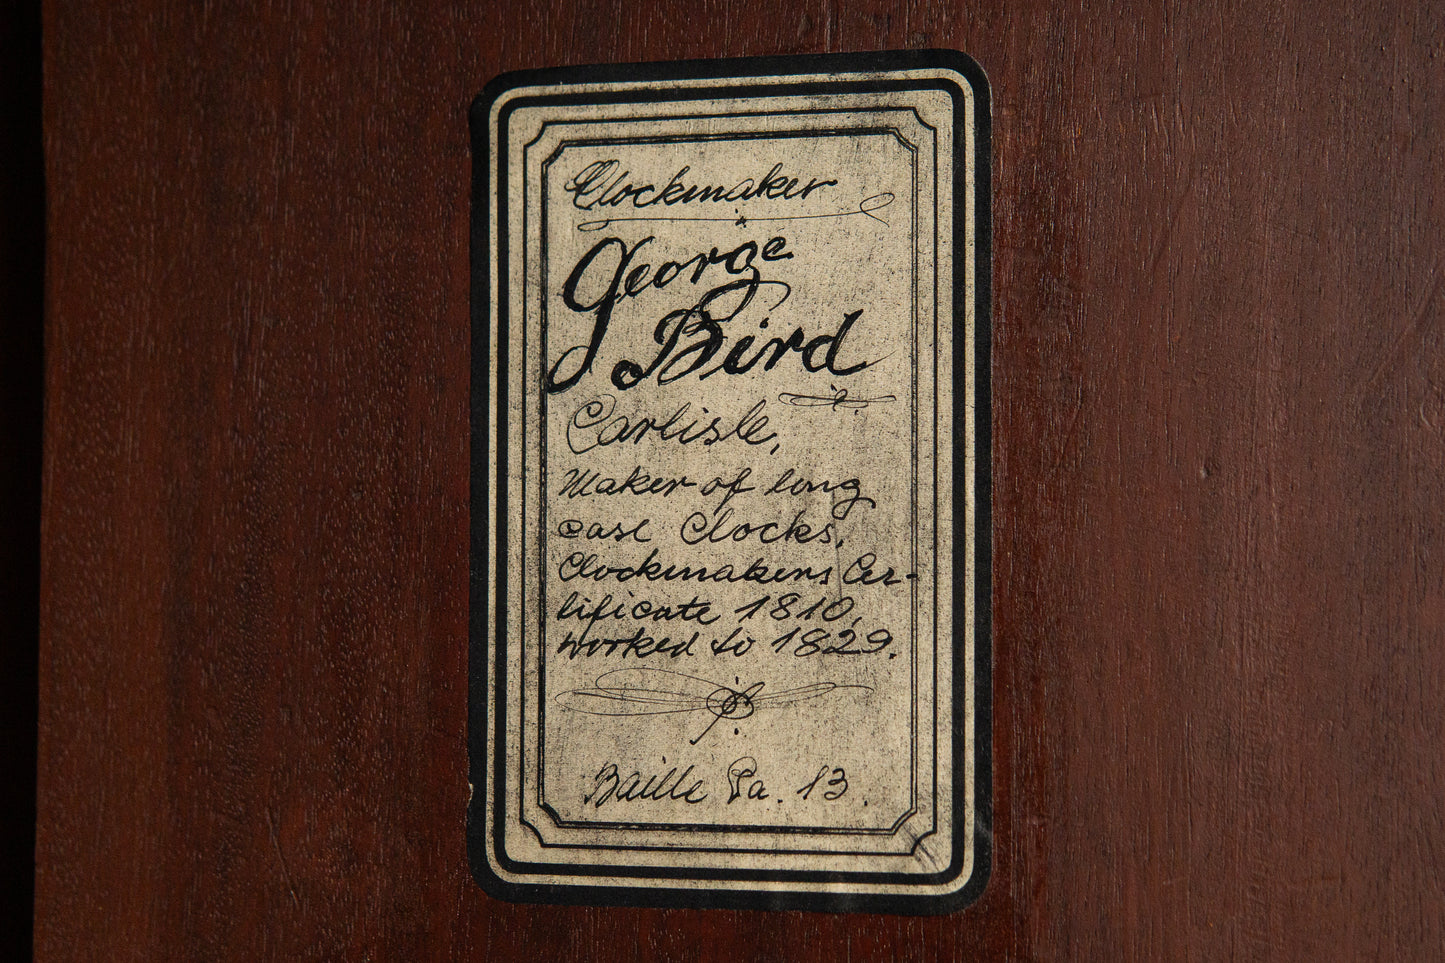 Clockmaker
George
Bird
Carlisle,
Maker of long
case Clocks,
Clockmakers Cer-
tificate 1810,
worked to 1829.
Baille Pa. 13.